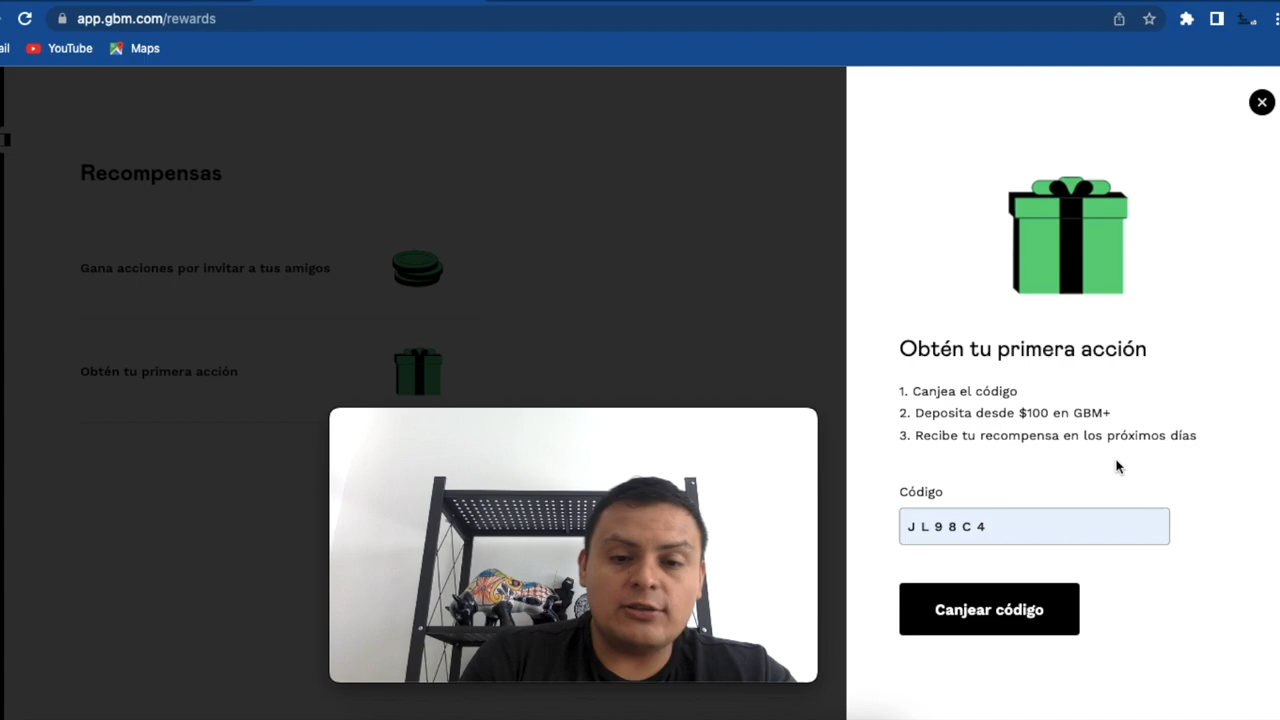 app.gbm.com/rewards
ail YouTube Maps
Recompensas
Gana acciones por invitar a tus amigos
Obtén tu primera acción
Obtén tu primera acción
1. Canjea el código
2. Deposita desde $100 en GBM+
3. Recibe tu recompensa en los próximos días
Código
JL98C4
Canjear código